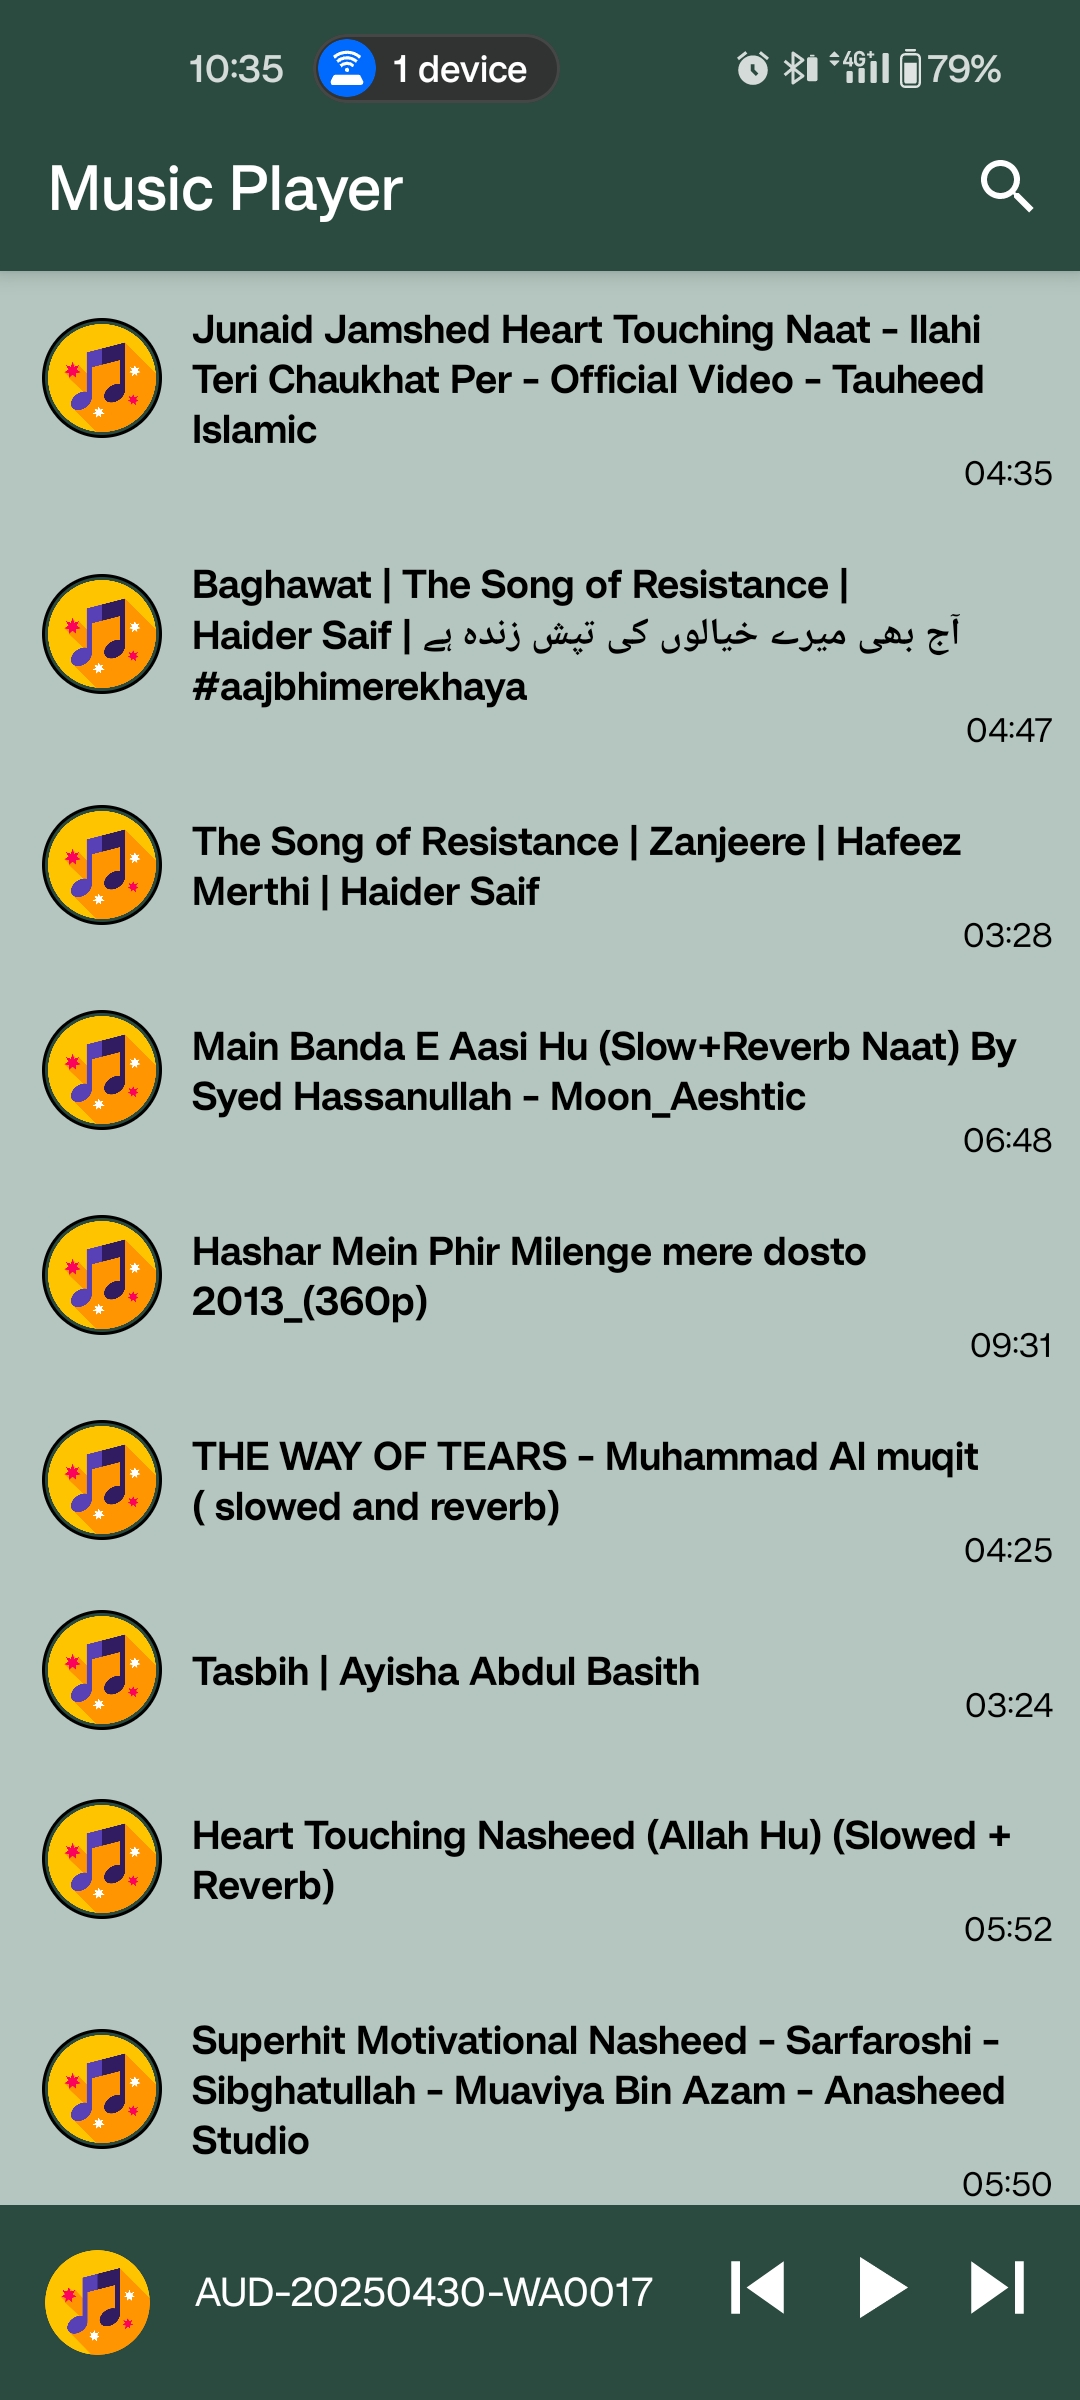 10:35 1 device 4G+ 79%
Music Player
Junaid Jamshed Heart Touching Naat - Ilahi
Teri Chaukhat Per - Official Video - Tauheed
Islamic
04:35
Baghawat | The Song of Resistance |
Haider Saif | آج بھی میرے خیالوں کی تپش زندہ ہے
#aajbhimerekhaya
04:47
The Song of Resistance | Zanjeere | Hafeez
Merthi | Haider Saif
03:28
Main Banda E Aasi Hu (Slow+Reverb Naat) By
Syed Hassanullah - Moon_Aeshtic
06:48
Hashar Mein Phir Milenge mere dosto
2013_(360p)
09:31
THE WAY OF TEARS - Muhammad Al muqit
( slowed and reverb)
04:25
Tasbih | Ayisha Abdul Basith
03:24
Heart Touching Nasheed (Allah Hu) (Slowed +
Reverb)
05:52
Superhit Motivational Nasheed - Sarfaroshi -
Sibghatullah - Muaviya Bin Azam - Anasheed
Studio
05:50
AUD-20250430-WA0017